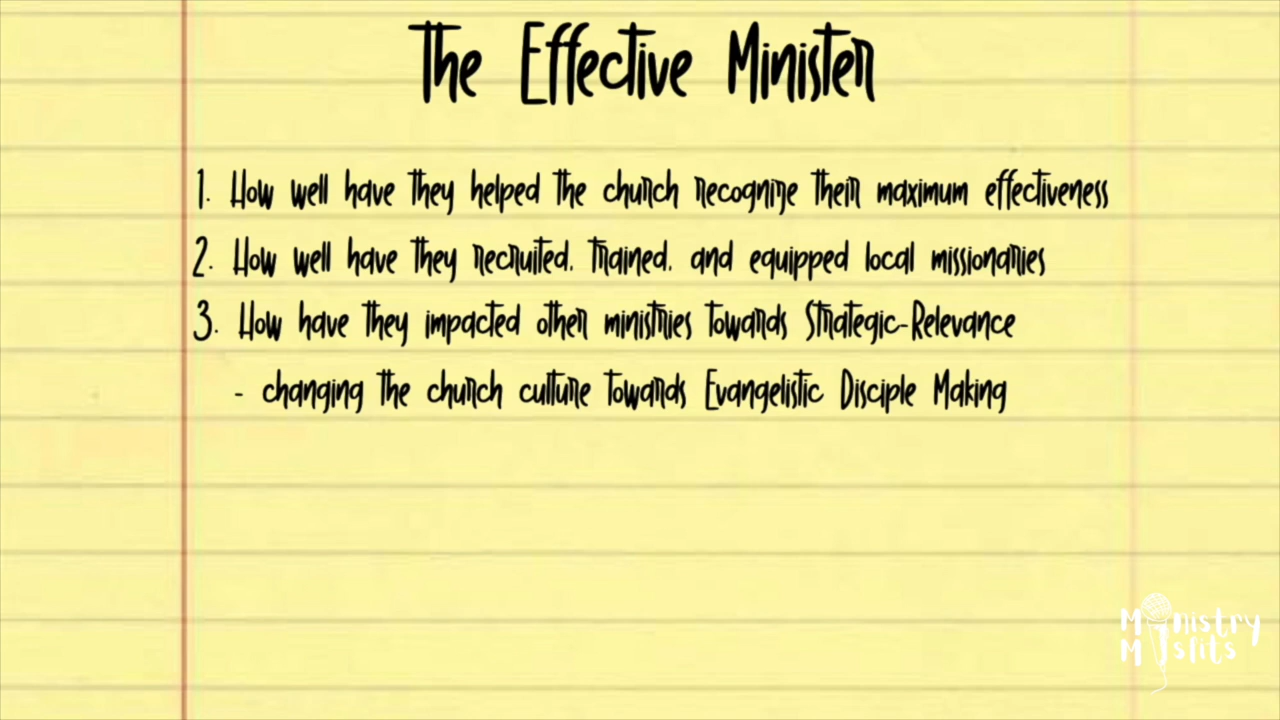 The Effective Minister
1. How well have they helped the church recognize their maximum effectiveness
2. How well have they recruited, trained, and equipped local missionaries
3. How have they impacted other ministries towards Strategic-Relevance
- changing the church culture towards Evangelistic Disciple Making
Ministry
Misfits